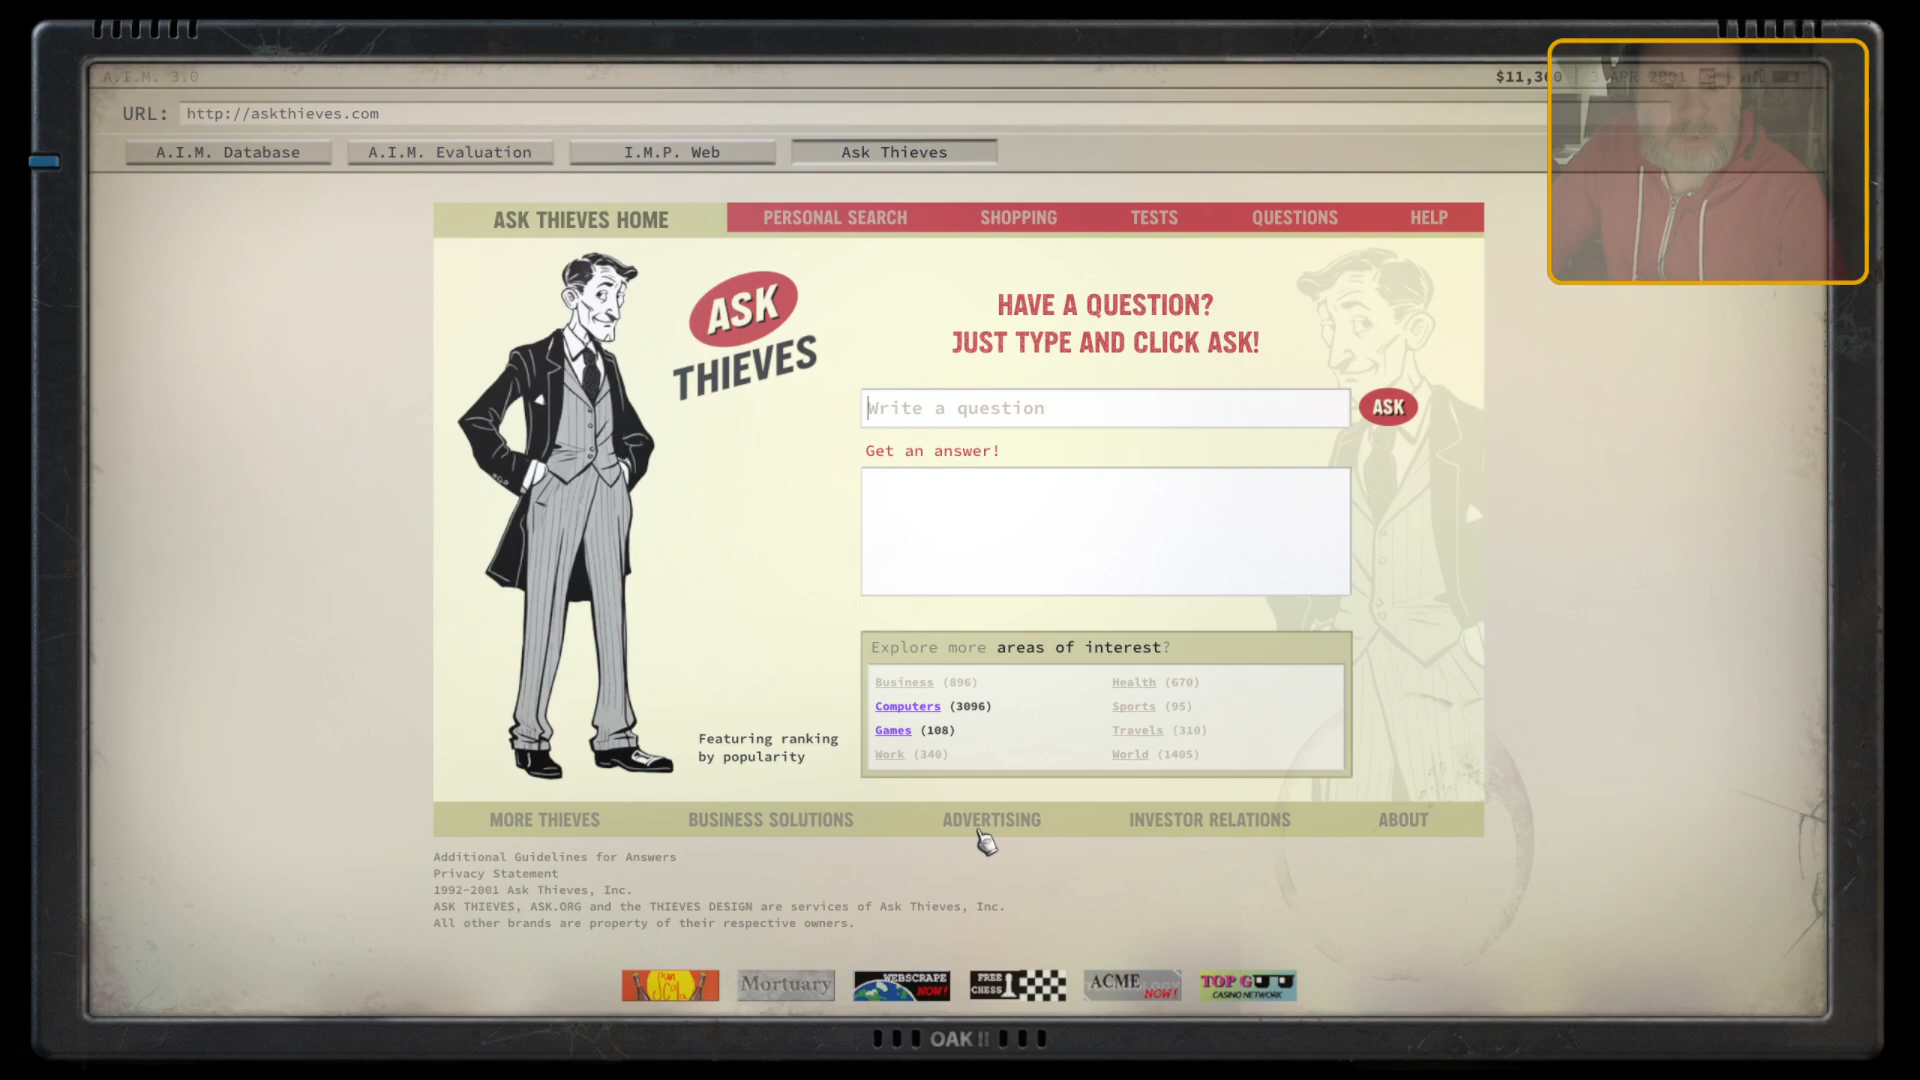 A.I.M. 3.0
$11,300 | 3 APR 2001
URL: http://askthieves.com
A.I.M. Database
A.I.M. Evaluation
I.M.P. Web
Ask Thieves
ASK THIEVES HOME
PERSONAL SEARCH
SHOPPING
TESTS
QUESTIONS
HELP
ASK
THIEVES
HAVE A QUESTION?
JUST TYPE AND CLICK ASK!
Write a question
ASK
Get an answer!
Explore more areas of interest?
Business (896)
Health (670)
Computers (3096)
Sports (95)
Games (108)
Travels (310)
Work (340)
World (1405)
Featuring ranking
by popularity
MORE THIEVES
BUSINESS SOLUTIONS
ADVERTISING
INVESTOR RELATIONS
ABOUT
Additional Guidelines for Answers
Privacy Statement
1992-2001 Ask Thieves, Inc.
ASK THIEVES, ASK.ORG and the THIEVES DESIGN are services of Ask Thieves, Inc.
All other brands are property of their respective owners.
Mortuary
WEBSCRAPE
NOW!
FREE
CHESS
ACME
NOW!
TOP G
CASINO NETWORK
OAK II